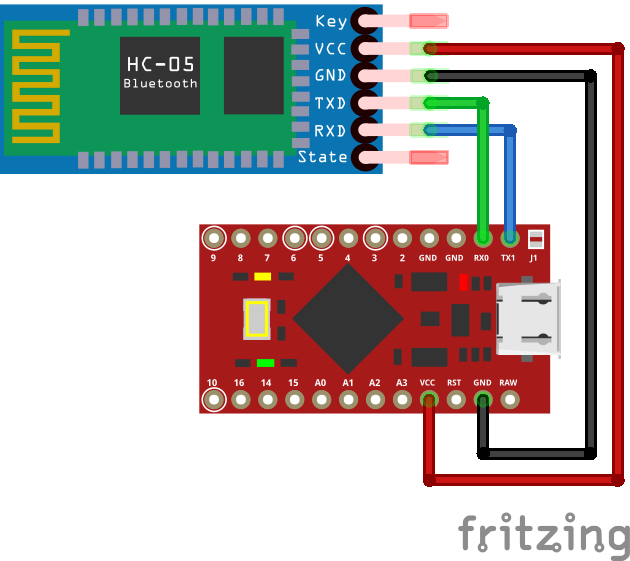 Key
VCC
HC-05
Bluetooth
GND
TXD
RXD
State
9 8 7 6 5 4 3 2 GND GND RX0 TX1 J1
10 16 14 15 A0 A1 A2 A3 VCC RST GND RAW
fritzing